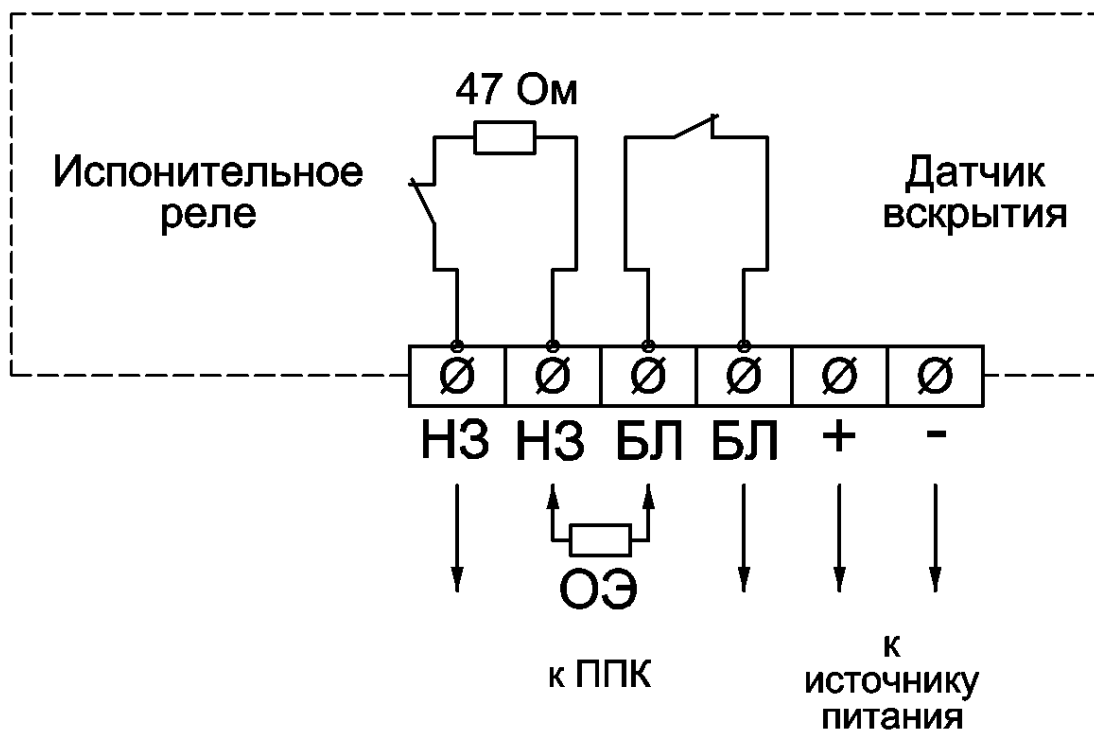 47 Ом
Испонительное
реле
Датчик
вскрытия
НЗ НЗ БЛ БЛ + -
ОЭ
к ППК
к
источнику
питания